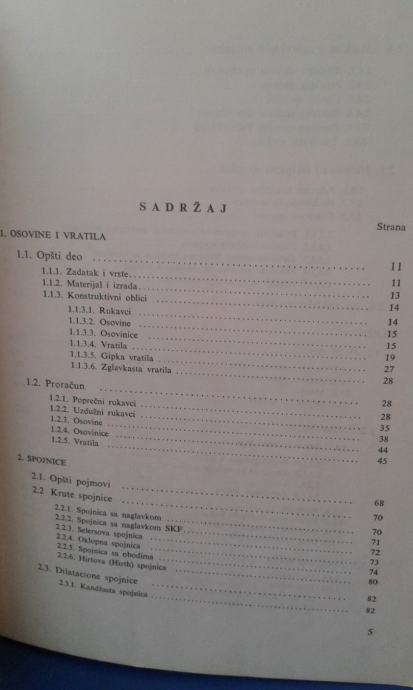 SADRŽAJ
Strana
1. OSOVINE I VRATILA
1.1. Opšti deo 11
1.1.1. Zadatak i vrste 11
1.1.2. Materijal i izrada 13
1.1.3. Konstruktivni oblici 14
1.1.3.1. Rukavci 14
1.1.3.2. Osovine 15
1.1.3.3. Osovinice 15
1.1.3.4. Vratila 19
1.1.3.5. Gipka vratila 27
1.1.3.6. Zglavkasta vratila 28
1.2. Proračun 28
1.2.1. Poprečni rukavci 28
1.2.2. Uzdužni rukavci 35
1.2.3. Osovine 38
1.2.4. Osovinice 44
1.2.5. Vratila 45
2. SPOJNICE
2.1. Opšti pojmovi 68
2.2 Krute spojnice 70
2.2.1. Spojnica sa naglavkom 70
2.2.2. Spojnica sa naglavkom SKF 71
2.2.3. Selersova spojnica 72
2.2.4. Oklopna spojnica 73
2.2.5. Spojnica sa obodima 74
2.2.6. Hirtova (Hirth) spojnica 80
2.3. Dilatacione spojnice 82
2.3.1. Kandžasta spojnica 82
5